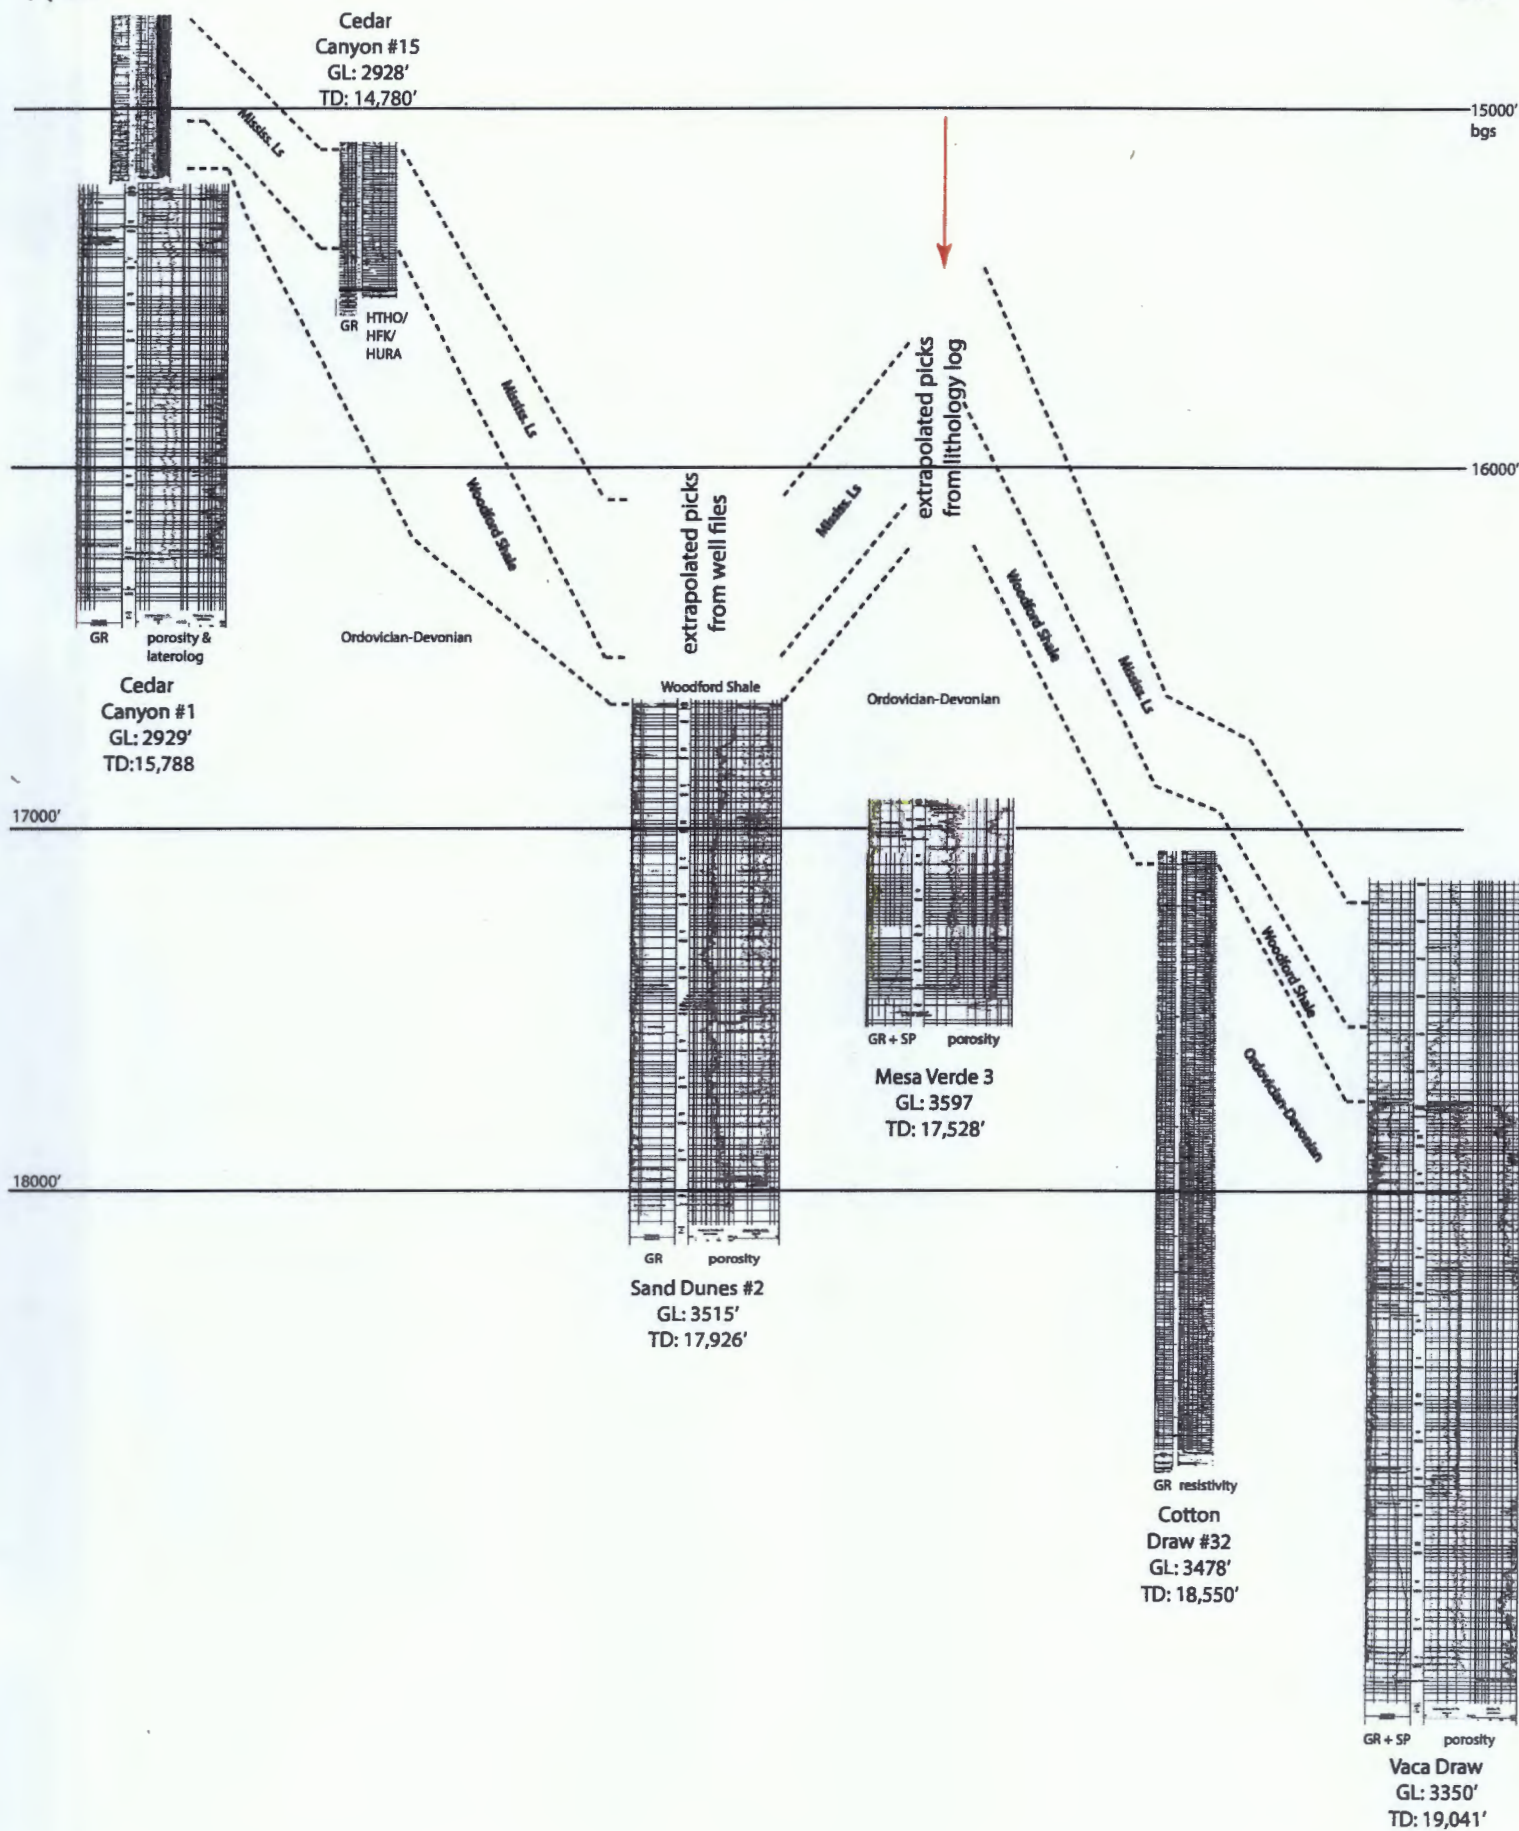 Cedar
Canyon #15
GL: 2928'
TD: 14,780'
15000'
bgs
Mississ. Ls
GR
HTHO/
HFK/
HURA
extrapolated picks
from lithology log
Mississ. Ls
16000'
Woodford Shale
extrapolated picks
from well files
Mississ. Ls
Ordovician-Devonian
GR
porosity &
laterolog
Woodford Shale
Mississ. Ls
Cedar
Canyon #1
GL: 2929'
TD:15,788
Woodford Shale
Ordovician-Devonian
17000'
Woodford Shale
Ordovician-Devonian
GR + SP porosity
Mesa Verde 3
GL: 3597
TD: 17,528'
18000'
GR porosity
Sand Dunes #2
GL: 3515'
TD: 17,926'
GR resistivity
Cotton
Draw #32
GL: 3478'
TD: 18,550'
GR + SP porosity
Vaca Draw
GL: 3350'
TD: 19,041'